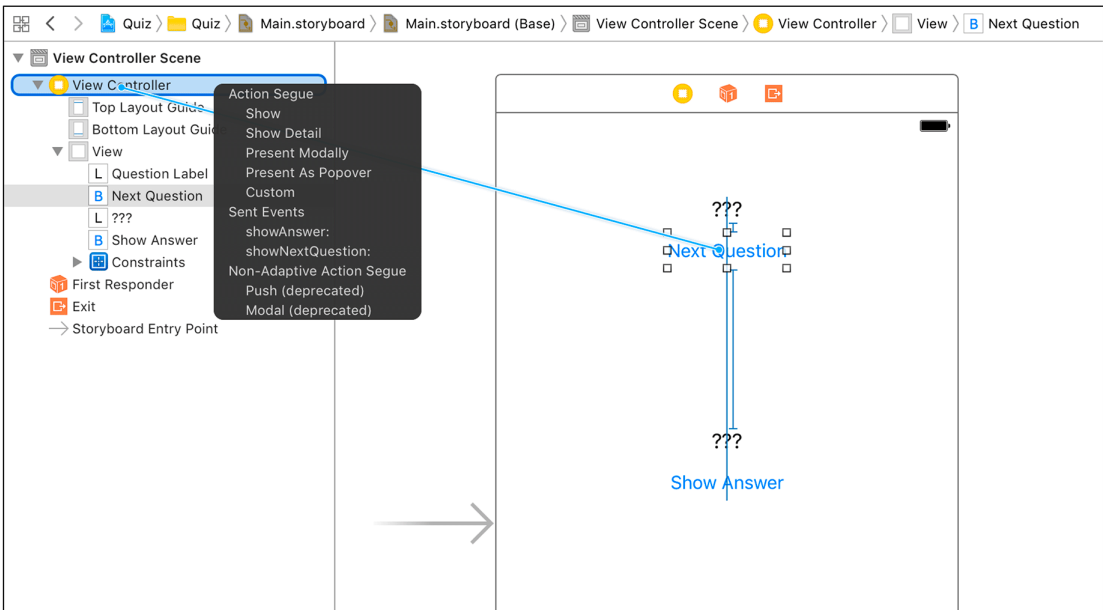 Quiz Quiz Main.storyboard Main.storyboard (Base) View Controller Scene View Controller View B Next Question
View Controller Scene
View Controller
Top Layout Guide
Bottom Layout Guide
View
L Question Label
B Next Question
L ???
B Show Answer
Constraints
First Responder
Exit
Storyboard Entry Point
Action Segue
Show
Show Detail
Present Modally
Present As Popover
Custom
Sent Events
showAnswer:
showNextQuestion:
Non-Adaptive Action Segue
Push (deprecated)
Modal (deprecated)
???
Next Question
???
Show Answer